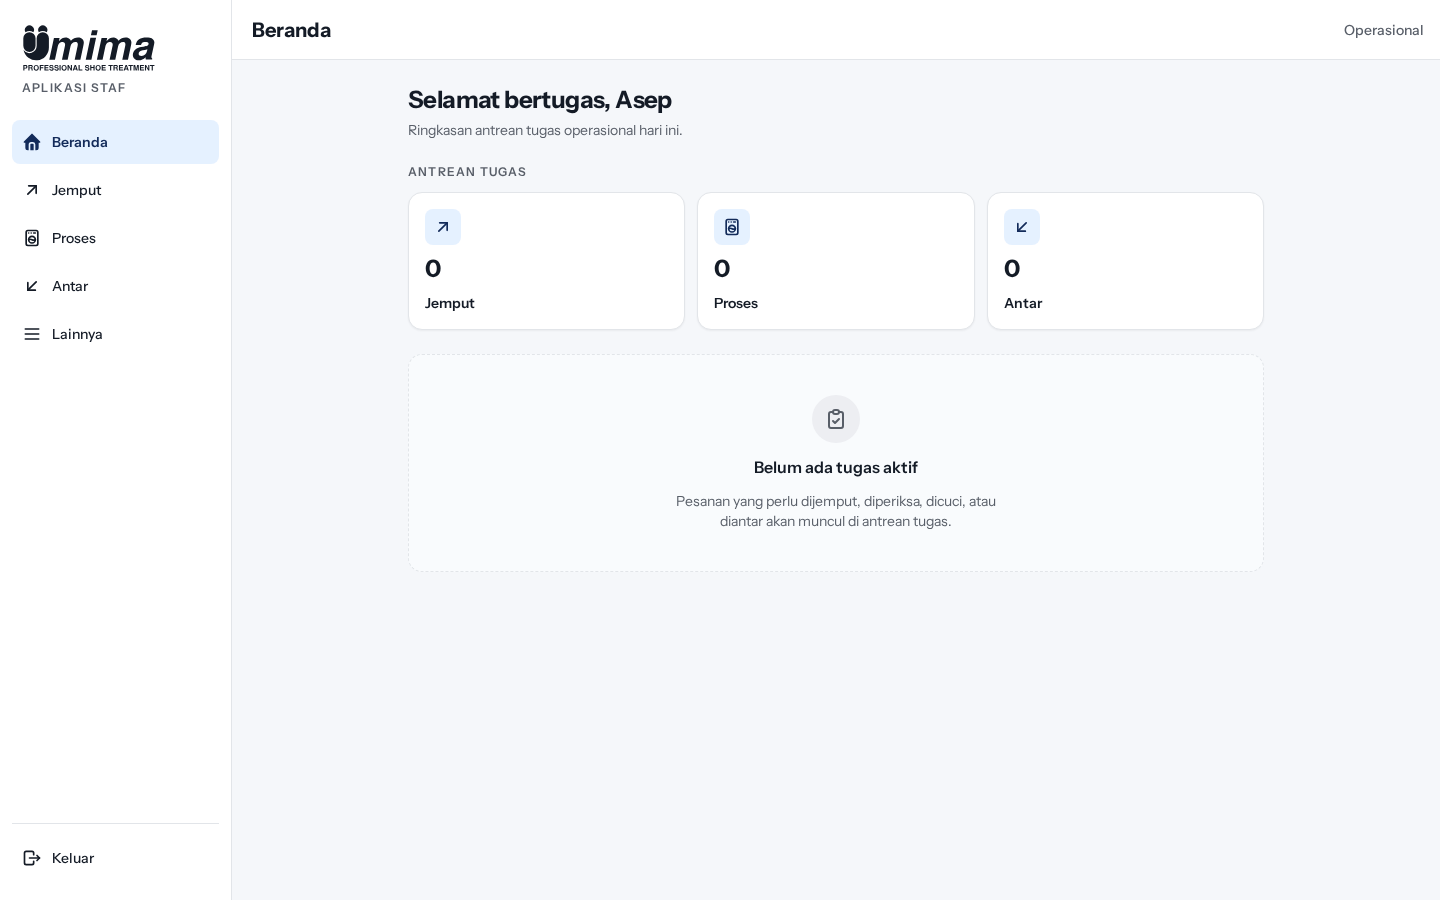 Ümima
PROFESSIONAL SHOE TREATMENT
APLIKASI STAF
Beranda
Jemput
Proses
Antar
Lainnya
Keluar
Beranda
Operasional
Selamat bertugas, Asep
Ringkasan antrean tugas operasional hari ini.
ANTREAN TUGAS
0
Jemput
0
Proses
0
Antar
Belum ada tugas aktif
Pesanan yang perlu dijemput, diperiksa, dicuci, atau
diantar akan muncul di antrean tugas.